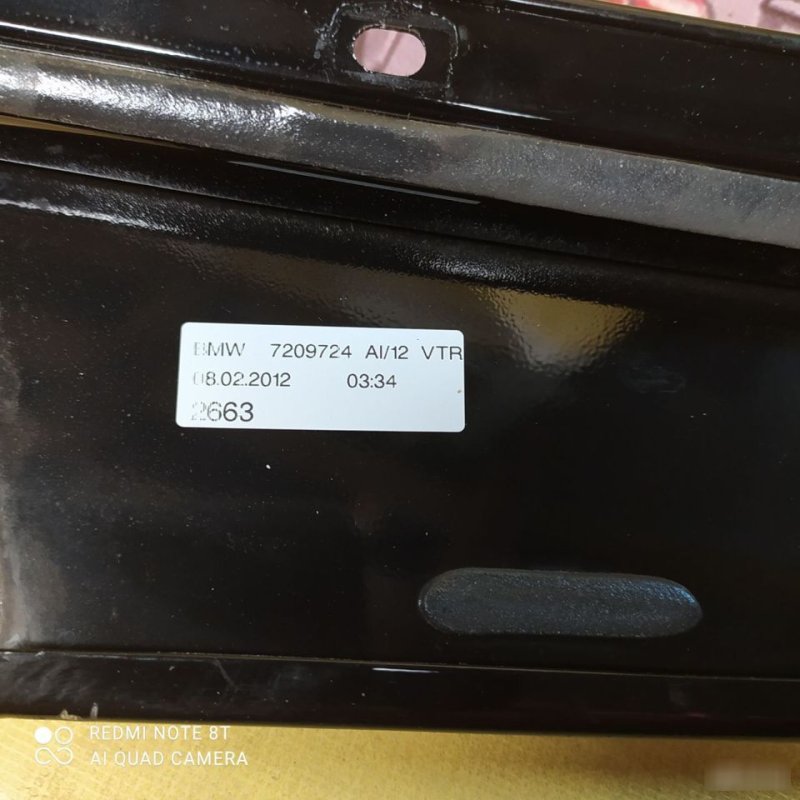 BMW 7209724 AI/12 VTR
08.02.2012 03:34
2663
REDMI NOTE 8T
AI QUAD CAMERA